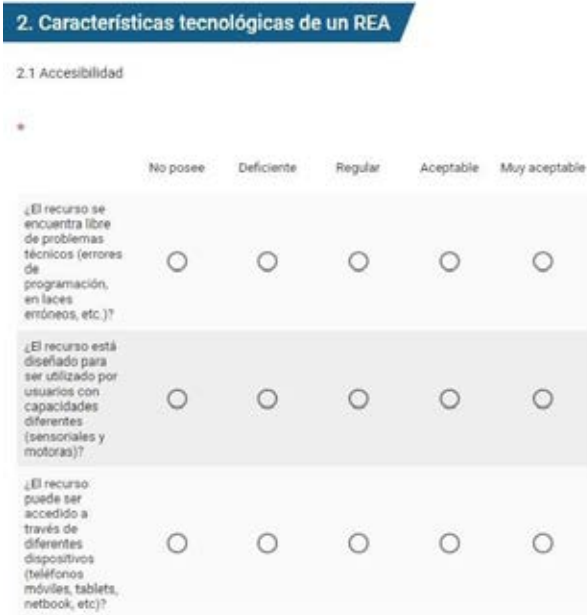 2. Características tecnológicas de un REA
2.1 Accesibilidad
*
No posee Deficiente Regular Aceptable Muy aceptable
¿El recurso se
encuentra libre
de problemas
técnicos (errores
de
programación,
en laces
erróneos, etc.)?
¿El recurso está
diseñado para
ser utilizado por
usuarios con
capacidades
diferentes
(sensoriales y
motoras)?
¿El recurso
puede ser
accedido a
través de
diferentes
dispositivos
(teléfonos
móviles, tablets,
netbook, etc)?